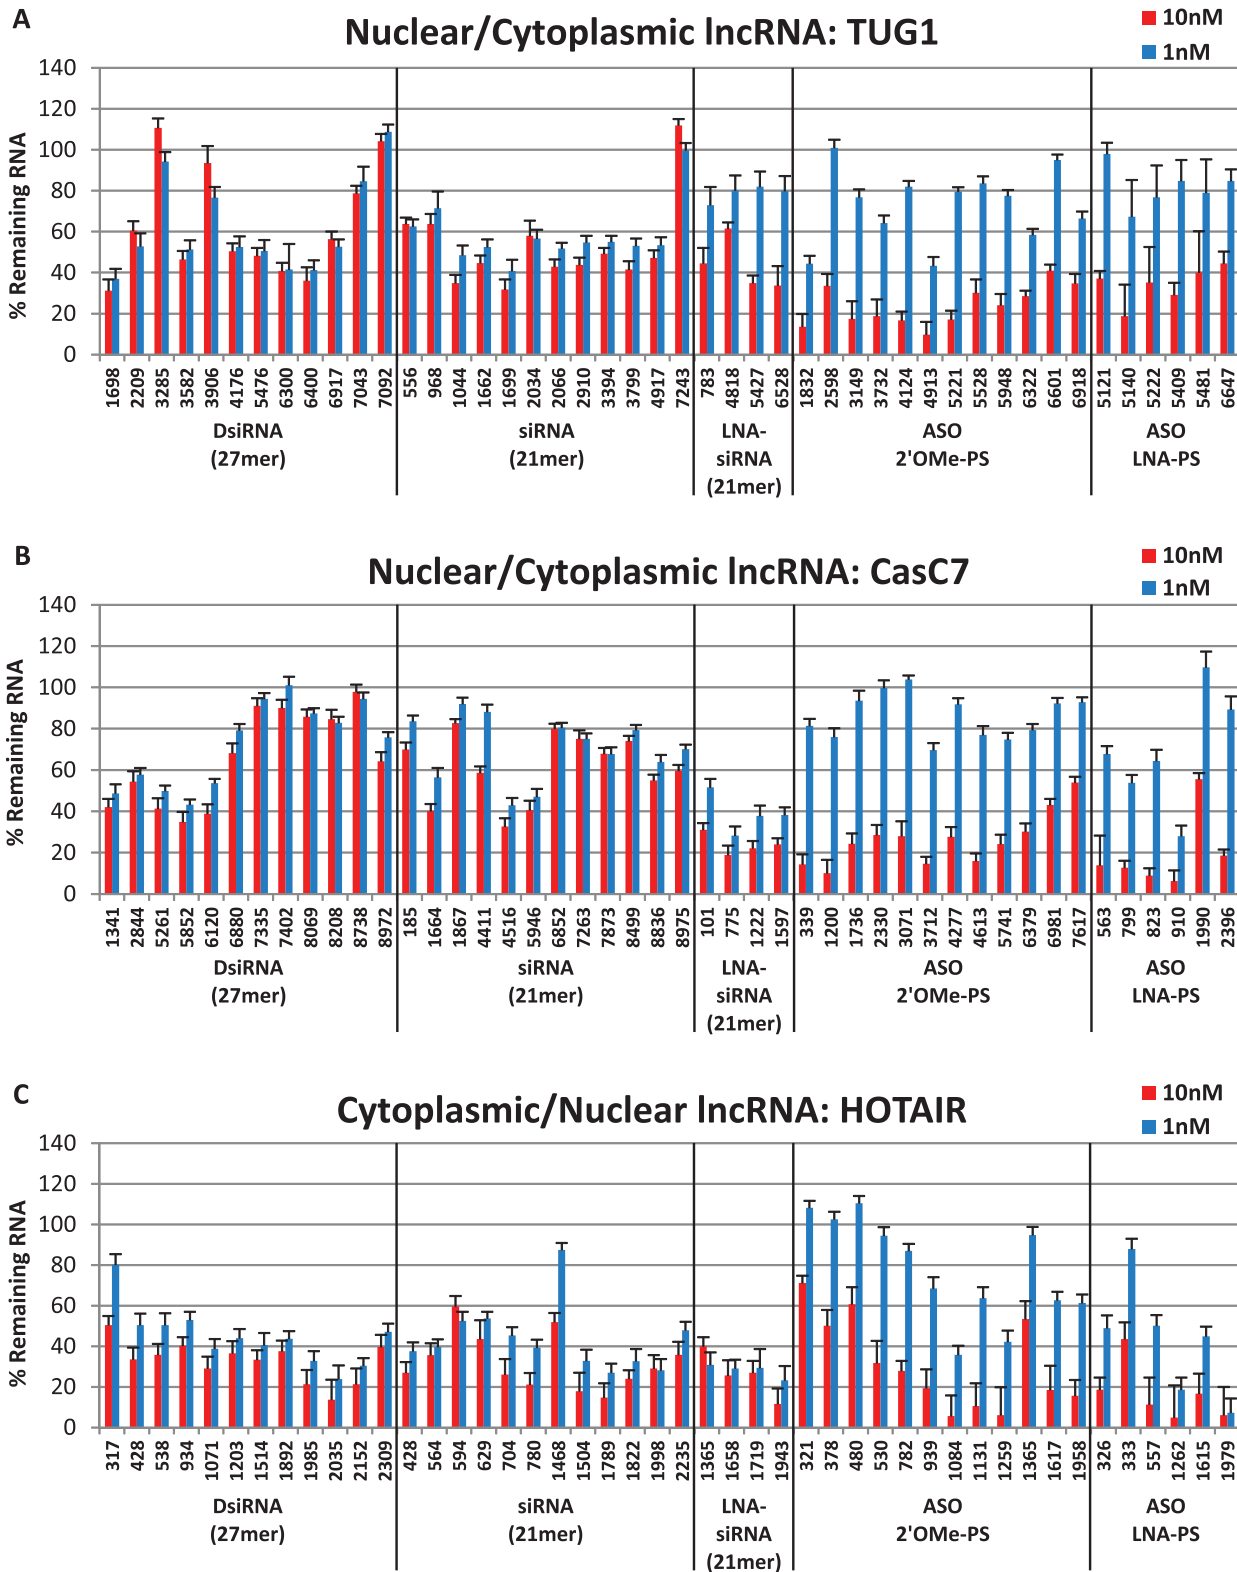 A
Nuclear/Cytoplasmic lncRNA: TUG1
10nM
1nM
% Remaining RNA
140
120
100
80
60
40
20
0
1698 2209 3285 3582 3906 4176 5476 6300 6400 6917 7043 7092 556 968 1044 1662 1699 2034 2066 2910 3394 3799 4917 7243 783 4818 5427 6528 1832 2598 3149 3732 4124 4913 5221 5528 5948 6322 6601 6918 5121 5140 5222 5409 5481 6647
DsiRNA siRNA LNA- ASO ASO
(27mer) (21mer) siRNA 2'OMe-PS LNA-PS
(21mer)
B
Nuclear/Cytoplasmic lncRNA: CasC7
10nM
1nM
% Remaining RNA
140
120
100
80
60
40
20
0
1341 2844 5261 5852 6120 6880 7335 7402 8069 8208 8738 8972 185 1664 1867 4411 4516 5946 6852 7263 7873 8499 8836 8975 101 775 1222 1597 339 1200 1736 2330 3071 3712 4277 4613 5741 6379 6981 7617 563 799 823 910 1990 2396
DsiRNA siRNA LNA- ASO ASO
(27mer) (21mer) siRNA 2'OMe-PS LNA-PS
(21mer)
C
Cytoplasmic/Nuclear lncRNA: HOTAIR
10nM
1nM
% Remaining RNA
140
120
100
80
60
40
20
0
317 428 538 934 1071 1203 1514 1892 1985 2035 2152 2309 428 564 594 629 704 780 1468 1504 1789 1822 1998 2235 1365 1658 1719 1943 321 378 480 530 782 939 1084 1131 1259 1365 1617 1958 326 333 557 1262 1615 1979
DsiRNA siRNA LNA- ASO ASO
(27mer) (21mer) siRNA 2'OMe-PS LNA-PS
(21mer)